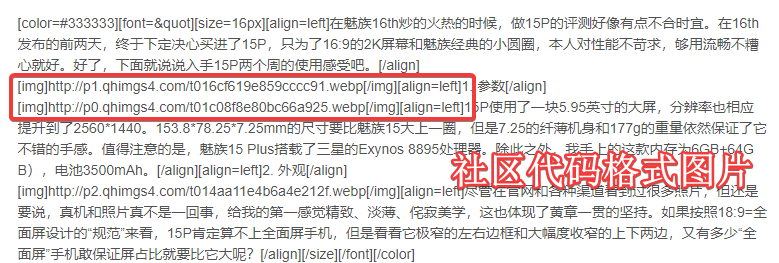 [color=#333333][font=&quot][size=16px][align=left]在魅族16th炒的火热的时候，做15P的评测好像有点不合时宜。在16th
发布的前两天，终于下定决心买进了15P，只为了16:9的2K屏幕和魅族经典的小圆圈，本人对性能不苛求，够用流畅不糟
心就好。好了，下面就说说入手15P两个周的使用感受吧。[/align]
[img]http://p1.qhimgs4.com/t016cf619e859cccc91.webp[/img][align=left]1. 参数[/align]
[img]http://p0.qhimgs4.com/t01c08f8e80bc66a925.webp[/img][align=left]15P使用了一块5.95英寸的大屏，分辨率也相应
提升到了2560*1440。153.8*78.25*7.25mm的尺寸要比魅族15大上一圈，但是7.25的纤薄机身和177g的重量依然保证了它
不错的手感。值得注意的是，魅族15 Plus搭载了三星的Exynos 8895处理器。除此之外，我手上的这款内存为6GB+64G
B），电池3500mAh。[/align][align=left]2. 外观[/align]
社区代码格式图片
[img]http://p2.qhimgs4.com/t014aa11e4b6a4e212f.webp[/img][align=left]尽管在官网和各种渠道看到过很多照片，但还是
要说，真机和照片真不是一回事，给我的第一感觉精致、淡薄、侘寂美学，这也体现了黄章一贯的坚持。如果按照18:9=全
面屏设计的“规范”来看，15P肯定算不上全面屏手机，但是看看它极窄的左右边框和大幅度收窄的上下两边，又有多少“全
面屏”手机敢保证屏占比就要比它大呢？[/align][/size][/font][/color]